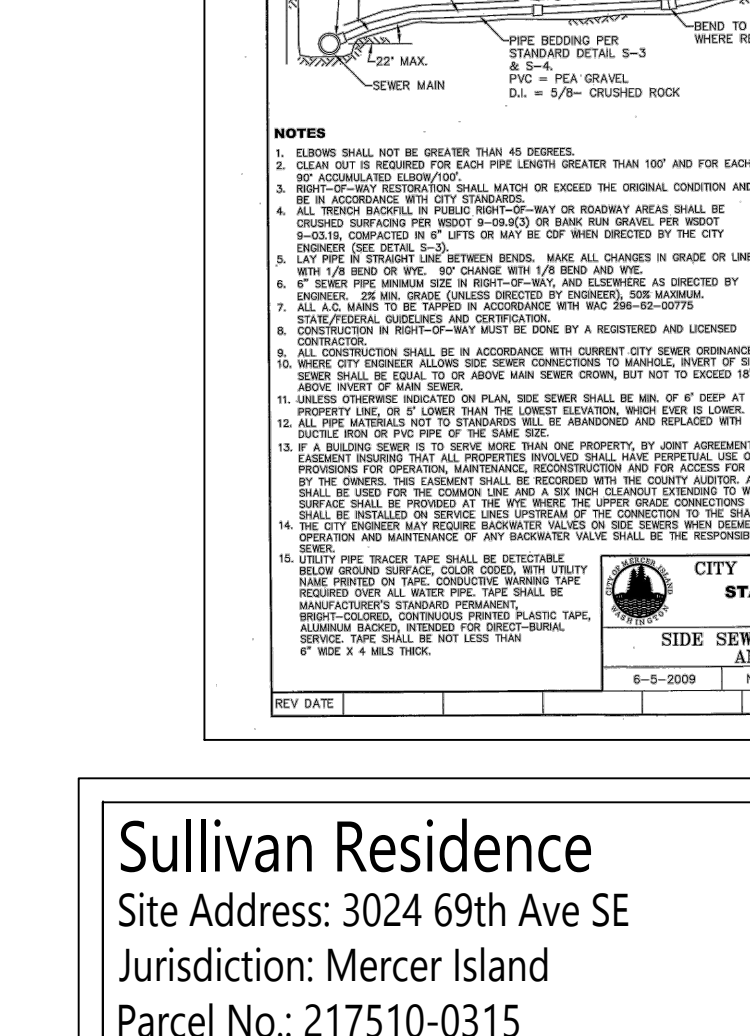 BEND TO
WHERE RE
PIPE BEDDING PER
STANDARD DETAIL S-3
& S-4.
PVC = PEA GRAVEL
D.I. = 5/8- CRUSHED ROCK
22° MAX.
SEWER MAIN
NOTES
1. ELBOWS SHALL NOT BE GREATER THAN 45 DEGREES.
2. CLEAN OUT IS REQUIRED FOR EACH PIPE LENGTH GREATER THAN 100' AND FOR EACH
90° ACCUMULATED ELBOW/100'.
3. RIGHT-OF-WAY RESTORATION SHALL MATCH OR EXCEED THE ORIGINAL CONDITION AND
BE IN ACCORDANCE WITH CITY STANDARDS.
4. ALL TRENCH BACKFILL IN PUBLIC RIGHT-OF-WAY OR ROADWAY AREAS SHALL BE
CRUSHED SURFACING PER WSDOT 9-09.9(3) OR BANK RUN GRAVEL PER WSDOT
9-03.19, COMPACTED IN 6" LIFTS OR MAY BE CDF WHEN DIRECTED BY THE CITY
ENGINEER (SEE DETAIL S-3).
5. LAY PIPE IN STRAIGHT LINE BETWEEN BENDS. MAKE ALL CHANGES IN GRADE OR LINE
WITH 1/8 BEND OR WYE. 90° CHANGE WITH 1/8 BEND AND WYE.
6. 6" SEWER PIPE MINIMUM SIZE IN RIGHT-OF-WAY, AND ELSEWHERE AS DIRECTED BY
ENGINEER. 2% MIN. GRADE (UNLESS DIRECTED BY ENGINEER), 50% MAXIMUM.
7. ALL A.C. MAINS TO BE TAPPED IN ACCORDANCE WITH WAC 296-62-00775
STATE/FEDERAL GUIDELINES AND CERTIFICATION.
8. CONSTRUCTION IN RIGHT-OF-WAY MUST BE DONE BY A REGISTERED AND LICENSED
CONTRACTOR.
9. ALL CONSTRUCTION SHALL BE IN ACCORDANCE WITH CURRENT CITY SEWER ORDINANCE
10. WHERE CITY ENGINEER ALLOWS SIDE SEWER CONNECTIONS TO MANHOLE, INVERT OF SI
SEWER SHALL BE EQUAL TO OR ABOVE MAIN SEWER CROWN, BUT NOT TO EXCEED 18"
ABOVE INVERT OF MAIN SEWER.
11. UNLESS OTHERWISE INDICATED ON PLAN, SIDE SEWER SHALL BE MIN. OF 6' DEEP AT
PROPERTY LINE, OR 5' LOWER THAN THE LOWEST ELEVATION, WHICH EVER IS LOWER.
12. ALL PIPE MATERIALS NOT TO STANDARDS WILL BE ABANDONED AND REPLACED WITH
DUCTILE IRON OR PVC PIPE OF THE SAME SIZE.
13. IF A BUILDING SEWER IS TO SERVE MORE THAN ONE PROPERTY, BY JOINT AGREEMENT
EASEMENT INSURING THAT ALL PROPERTIES INVOLVED SHALL HAVE PERPETUAL USE O
PROVISIONS FOR OPERATION, MAINTENANCE, RECONSTRUCTION AND FOR ACCESS FOR
BY THE OWNERS. THIS EASEMENT SHALL BE RECORDED WITH THE COUNTY AUDITOR. A
SHALL BE USED FOR THE COMMON LINE AND A SIX INCH CLEANOUT EXTENDING TO W
SURFACE SHALL BE PROVIDED AT THE WYE WHERE THE UPPER GRADE CONNECTIONS
SHALL BE INSTALLED ON SERVICE LINES UPSTREAM OF THE CONNECTION TO THE SHA
14. THE CITY ENGINEER MAY REQUIRE BACKWATER VALVES ON SIDE SEWERS WHEN DEEME
OPERATION AND MAINTENANCE OF ANY BACKWATER VALVE SHALL BE THE RESPONSIB
SEWER.
15. UTILITY PIPE TRACER TAPE SHALL BE DETECTABLE
BELOW GROUND SURFACE, COLOR CODED, WITH UTILITY
NAME PRINTED ON TAPE. CONDUCTIVE WARNING TAPE
REQUIRED OVER ALL WATER PIPE. TAPE SHALL BE
MANUFACTURER'S STANDARD PERMANENT,
BRIGHT-COLORED, CONTINUOUS PRINTED PLASTIC TAPE,
ALUMINUM BACKED, INTENDED FOR DIRECT-BURIAL
SERVICE. TAPE SHALL BE NOT LESS THAN
6" WIDE X 4 MILS THICK.
CITY OF MERCER ISLAND
WASHINGTON
CITY
STA
SIDE SEW
AN
6-5-2009
N
REV DATE
Sullivan Residence
Site Address: 3024 69th Ave SE
Jurisdiction: Mercer Island
Parcel No.: 217510-0315